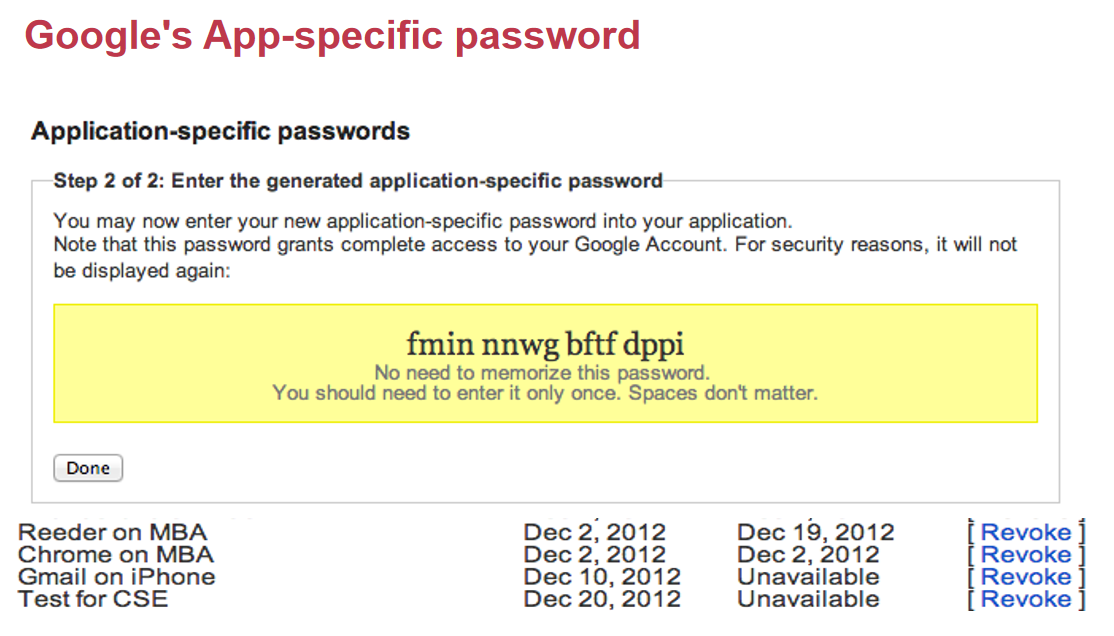 Google's App-specific password
Application-specific passwords
Step 2 of 2: Enter the generated application-specific password
You may now enter your new application-specific password into your application.
Note that this password grants complete access to your Google Account. For security reasons, it will not
be displayed again:
fmin nnwg bftf dppi
No need to memorize this password.
You should need to enter it only once. Spaces don't matter.
Done
Reeder on MBA Dec 2, 2012 Dec 19, 2012 [ Revoke ]
Chrome on MBA Dec 2, 2012 Dec 2, 2012 [ Revoke ]
Gmail on iPhone Dec 10, 2012 Unavailable [ Revoke ]
Test for CSE Dec 20, 2012 Unavailable [ Revoke ]